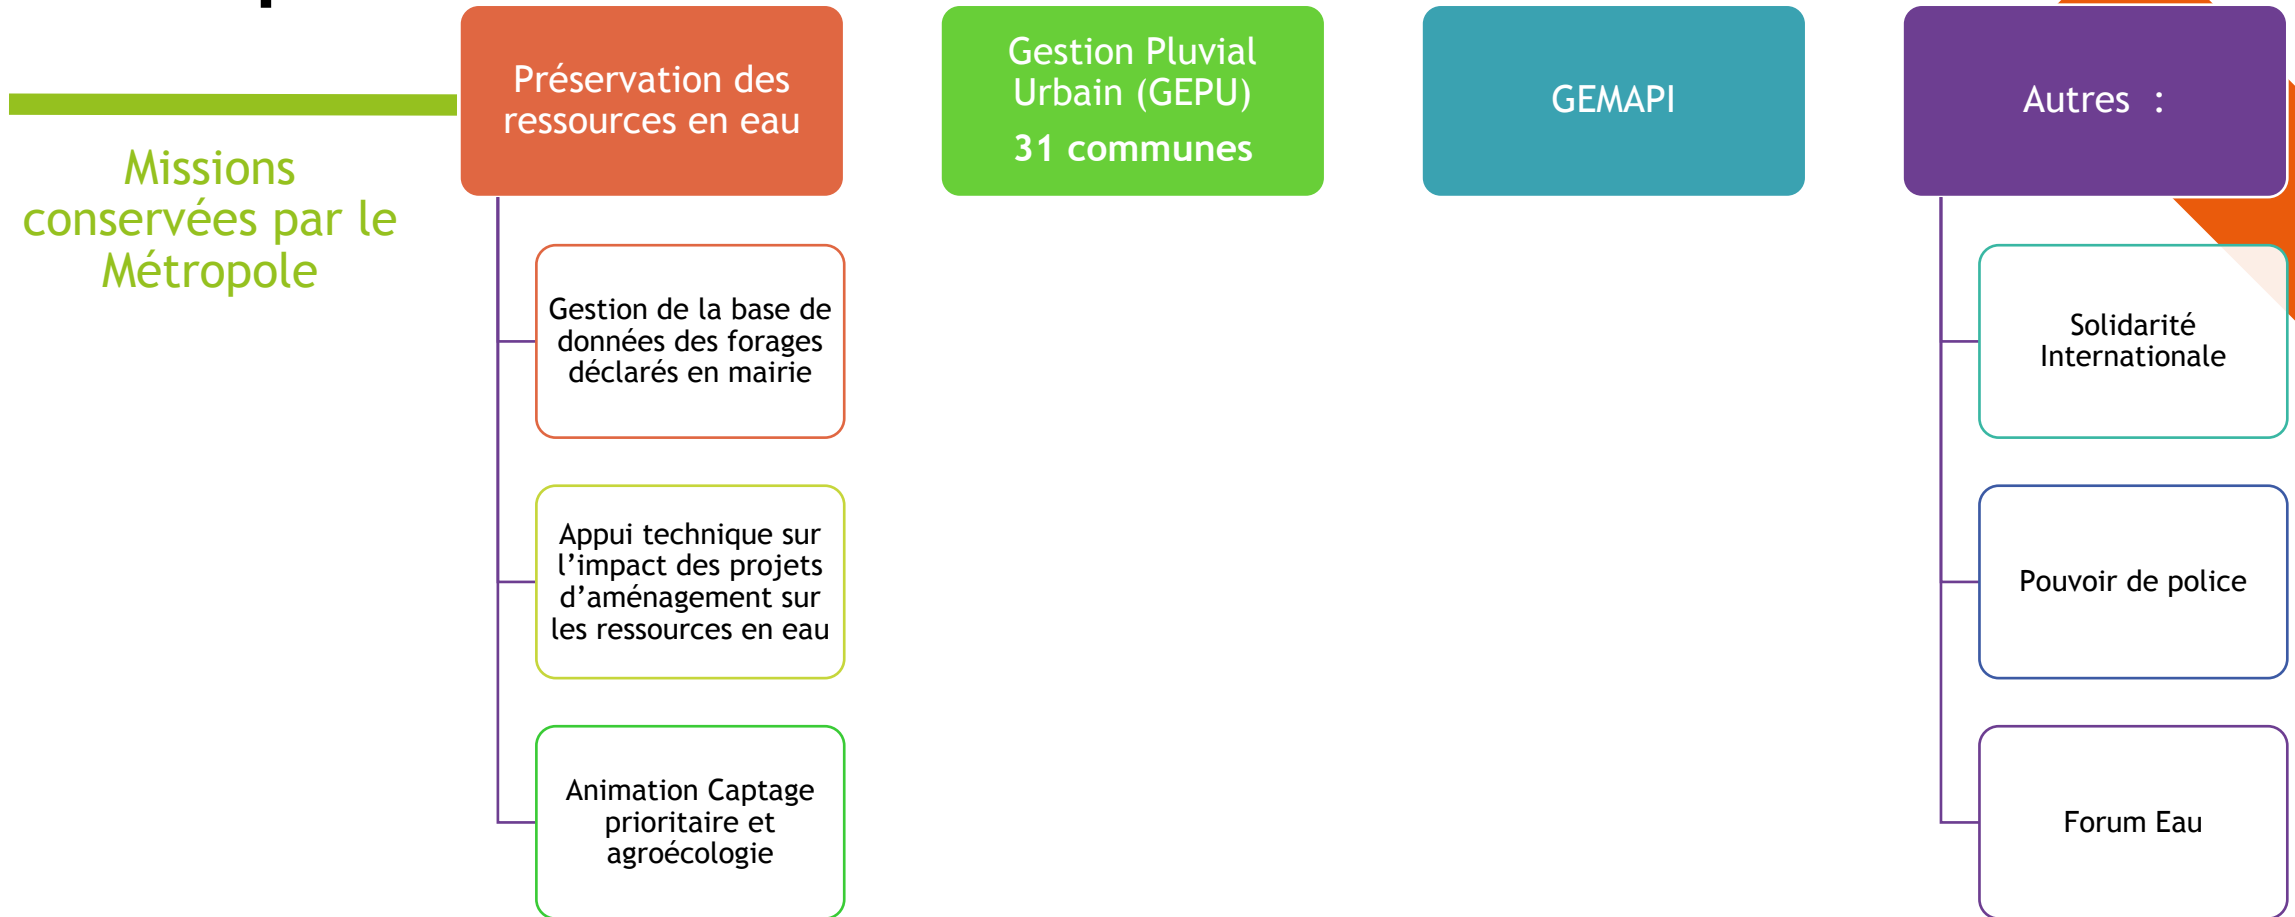 Missions
conservées par le
Métropole
Préservation des
ressources en eau
Gestion de la base de
données des forages
déclarés en mairie
Appui technique sur
l’impact des projets
d’aménagement sur
les ressources en eau
Animation Captage
prioritaire et
agroécologie
Gestion Pluvial
Urbain (GEPU)
31 communes
GEMAPI
Autres :
Solidarité
Internationale
Pouvoir de police
Forum Eau